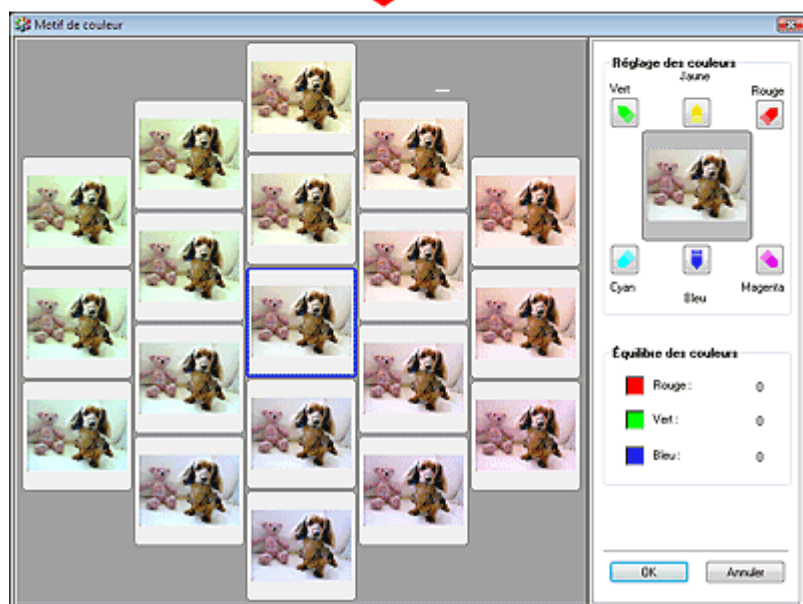 Motif de couleur
Réglage des couleurs
Jaune
Vert
Rouge
Cyan
Bleu
Magenta
Équilibre des couleurs
Rouge : 0
Vert : 0
Bleu : 0
OK
Annuler